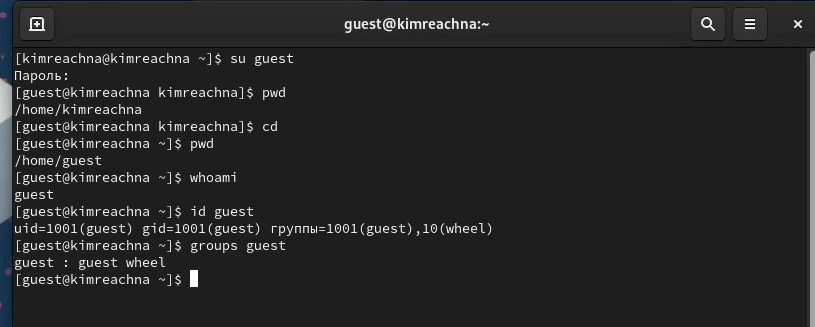 guest@kimreachna:~
[kimreachna@kimreachna ~]$ su guest
Пароль:
[guest@kimreachna kimreachna]$ pwd
/home/kimreachna
[guest@kimreachna kimreachna]$ cd
[guest@kimreachna ~]$ pwd
/home/guest
[guest@kimreachna ~]$ whoami
guest
[guest@kimreachna ~]$ id guest
uid=1001(guest) gid=1001(guest) группы=1001(guest),10(wheel)
[guest@kimreachna ~]$ groups guest
guest : guest wheel
[guest@kimreachna ~]$